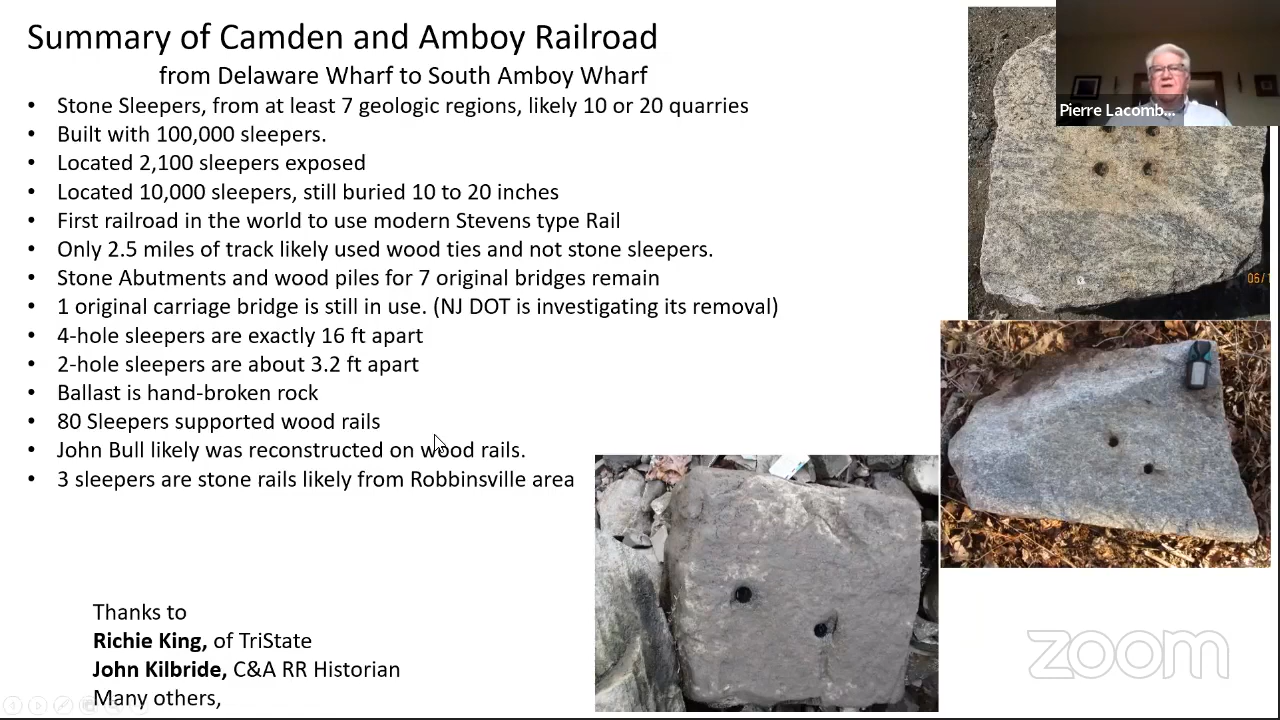 Summary of Camden and Amboy Railroad
from Delaware Wharf to South Amboy Wharf
• Stone Sleepers, from at least 7 geologic regions, likely 10 or 20 quarries
• Built with 100,000 sleepers.
• Located 2,100 sleepers exposed
• Located 10,000 sleepers, still buried 10 to 20 inches
• First railroad in the world to use modern Stevens type Rail
• Only 2.5 miles of track likely used wood ties and not stone sleepers.
• Stone Abutments and wood piles for 7 original bridges remain
• 1 original carriage bridge is still in use. (NJ DOT is investigating its removal)
• 4-hole sleepers are exactly 16 ft apart
• 2-hole sleepers are about 3.2 ft apart
• Ballast is hand-broken rock
• 80 Sleepers supported wood rails
• John Bull likely was reconstructed on wood rails.
• 3 sleepers are stone rails likely from Robbinsville area
Thanks to
Richie King, of TriState
John Kilbride, C&A RR Historian
Many others,
Pierre Lacomb...
06/1
zoom